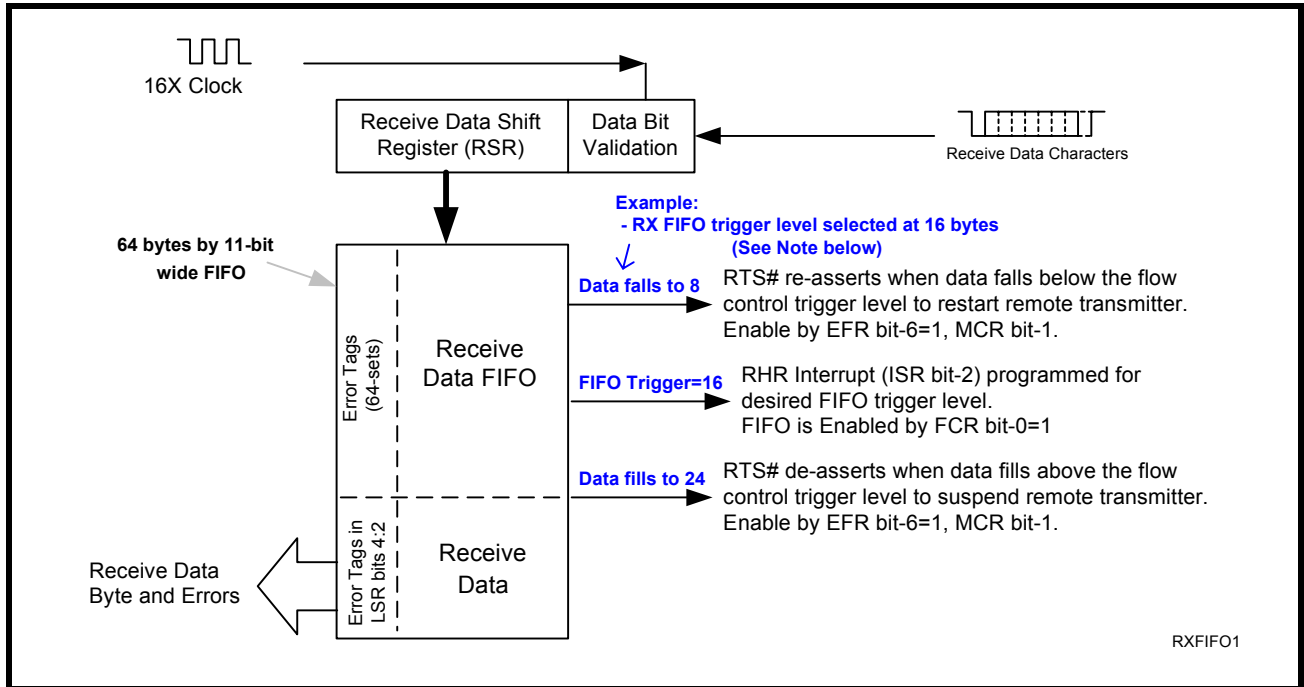 16X Clock
Receive Data Shift
Register (RSR)
Data Bit
Validation
Receive Data Characters
64 bytes by 11-bit
wide FIFO
Example:
- RX FIFO trigger level selected at 16 bytes
(See Note below)
Data falls to 8
RTS# re-asserts when data falls below the flow
control trigger level to restart remote transmitter.
Enable by EFR bit-6=1, MCR bit-1.
Error Tags
(64-sets)
Receive
Data FIFO
FIFO Trigger=16
RHR Interrupt (ISR bit-2) programmed for
desired FIFO trigger level.
FIFO is Enabled by FCR bit-0=1
Data fills to 24
RTS# de-asserts when data fills above the flow
control trigger level to suspend remote transmitter.
Enable by EFR bit-6=1, MCR bit-1.
Error Tags in
LSR bits 4:2
Receive
Data
Receive Data
Byte and Errors
RXFIFO1